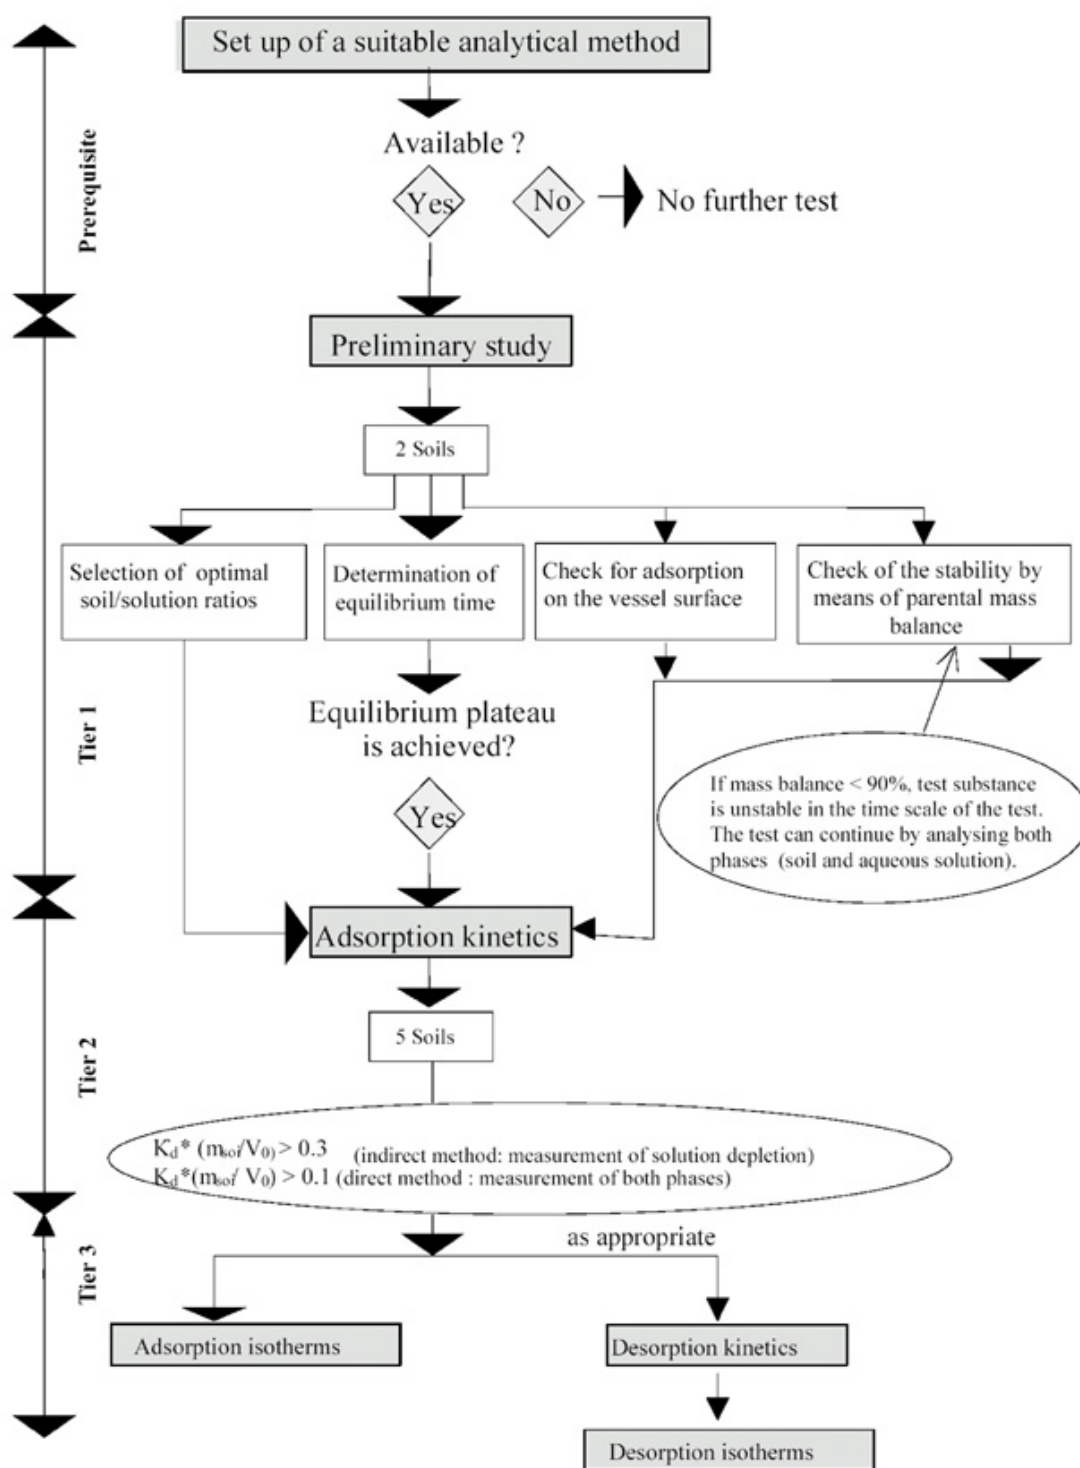 Set up of a suitable analytical method
Available ?
Yes
No
No further test
Prerequisite
Preliminary study
2 Soils
Selection of optimal
soil/solution ratios
Determination of
equilibrium time
Check for adsorption
on the vessel surface
Check of the stability by
means of parental mass
balance
Equilibrium plateau
is achieved?
Yes
If mass balance < 90%, test substance
is unstable in the time scale of the test.
The test can continue by analysing both
phases (soil and aqueous solution).
Tier 1
Adsorption kinetics
5 Soils
Tier 2
Kd* (msoi/V0) > 0.3 (indirect method: measurement of solution depletion)
Kd*(msoi/ V0) > 0.1 (direct method : measurement of both phases)
as appropriate
Tier 3
Adsorption isotherms
Desorption kinetics
Desorption isotherms